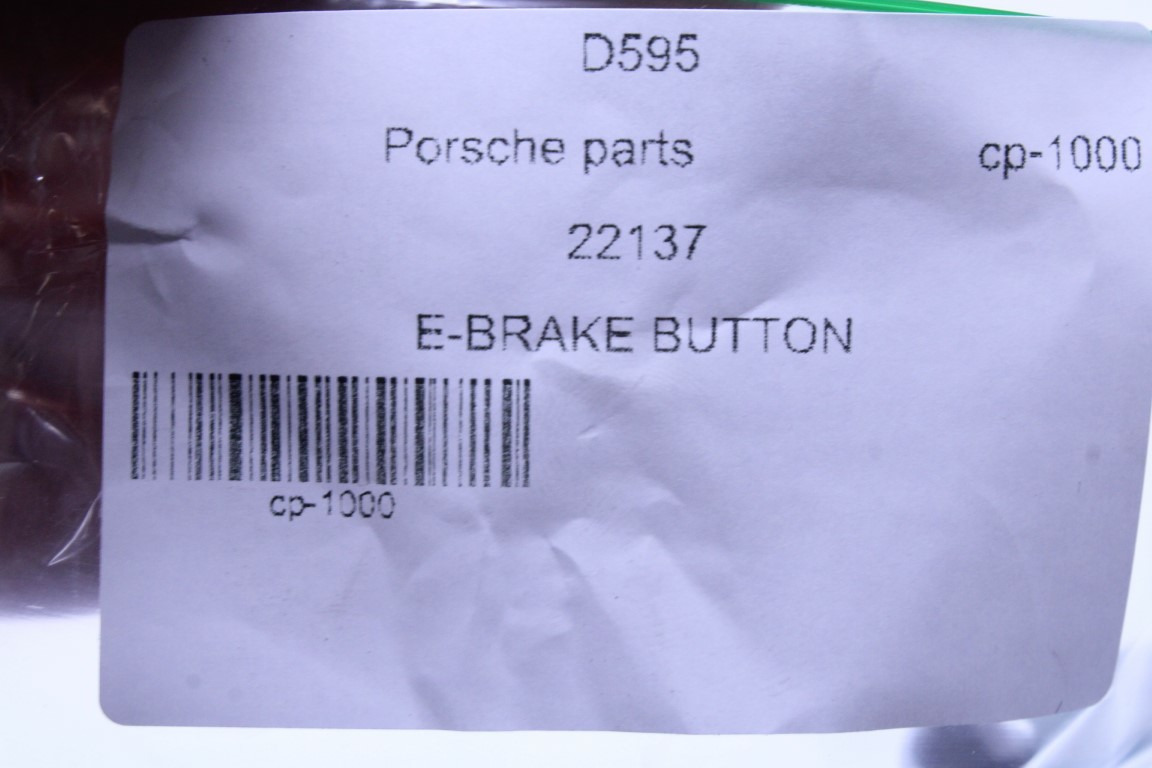 D595
Porsche parts cp-1000
22137
E-BRAKE BUTTON
cp-1000